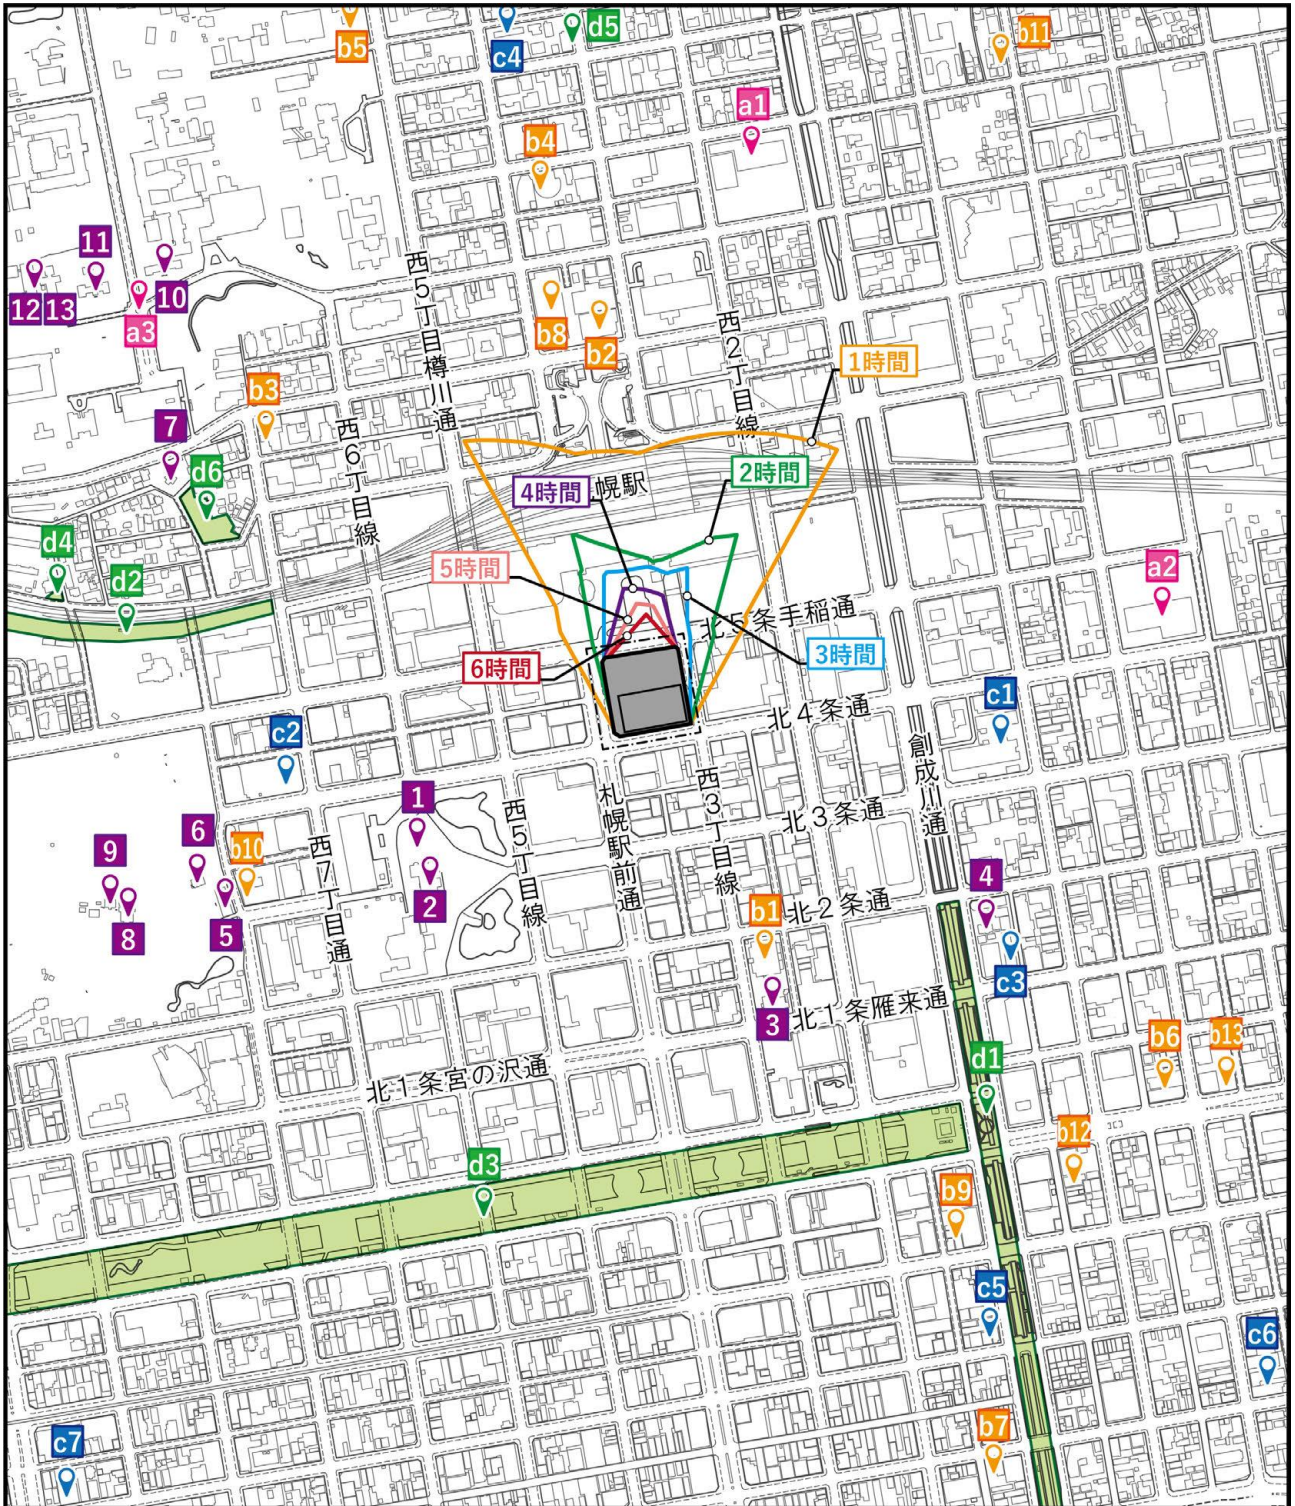 b5
c4
d5
b11
a1
b4
11
12 13
10
a3
西5丁目樽川通
b8
b2
西2丁目線
1時間
b3
西6丁目線
7
d6
4時間
幌駅
2時間
d4
d2
5時間
a2
北5条手稲通
6時間
3時間
c1
c2
北4条通
創成川通
1
西5丁目線
札幌駅前通
西3丁目線
北3条通
6
b10
西7丁目通
9
8
5
2
4
b1
北2条通
c3
3
北1条雁来通
b6
b13
北1条宮の沢通
d1
b12
d3
b9
c5
c6
c7
b7